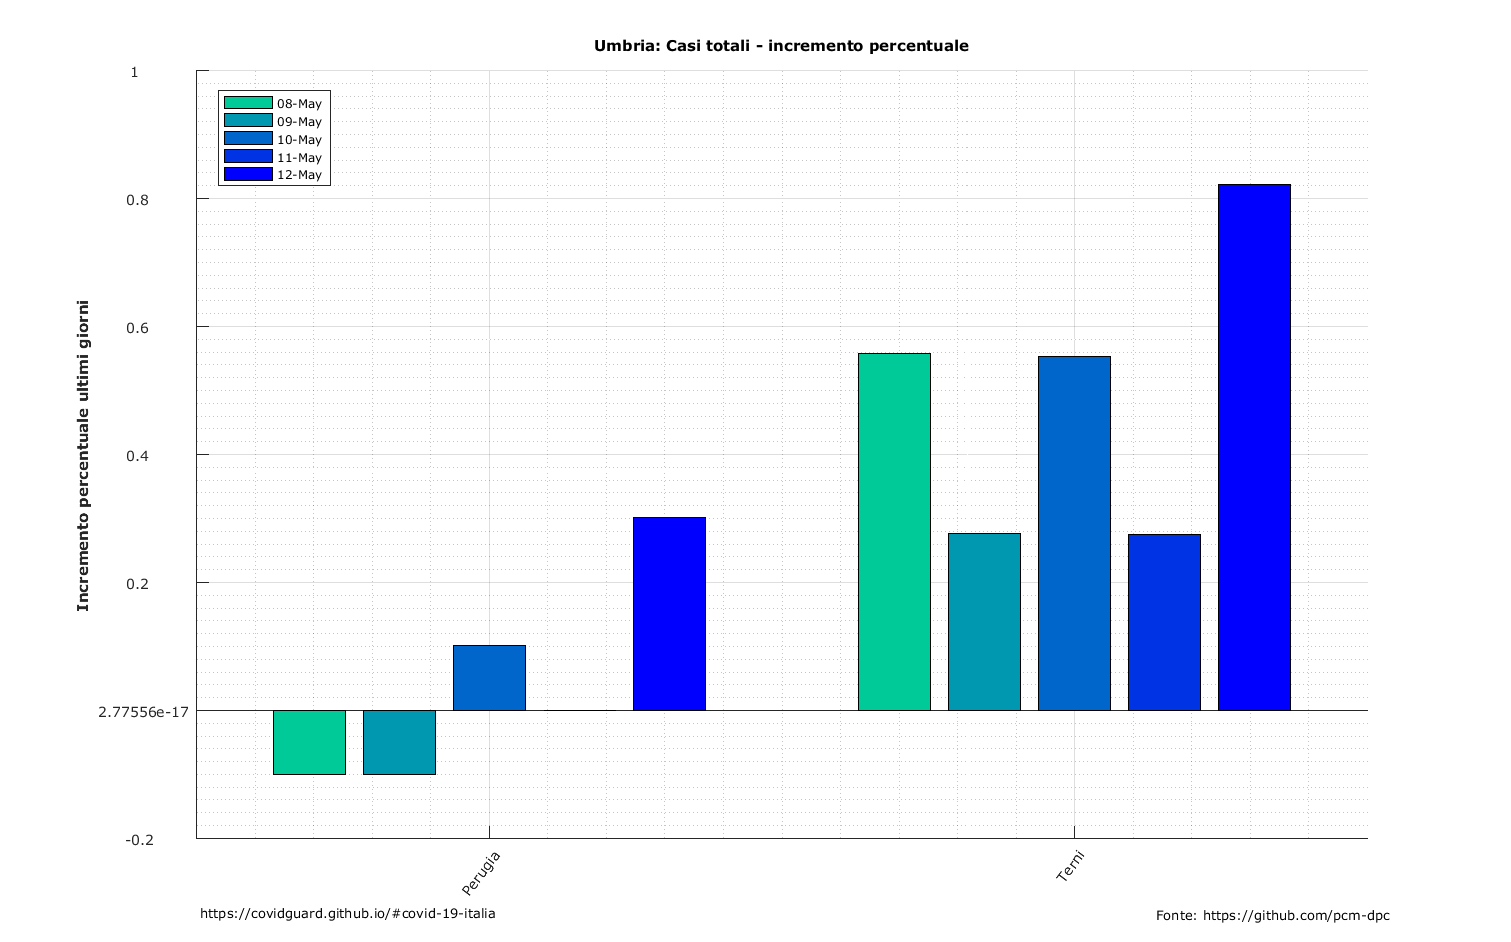 Umbria: Casi totali - incremento percentuale
1
08-May
09-May
10-May
11-May
12-May
0.8
0.6
0.4
0.2
2.77556e-17
-0.2
Incremento percentuale ultimi giorni
Perugia
Terni
https://covidguard.github.io/#covid-19-italia
Fonte: https://github.com/pcm-dpc